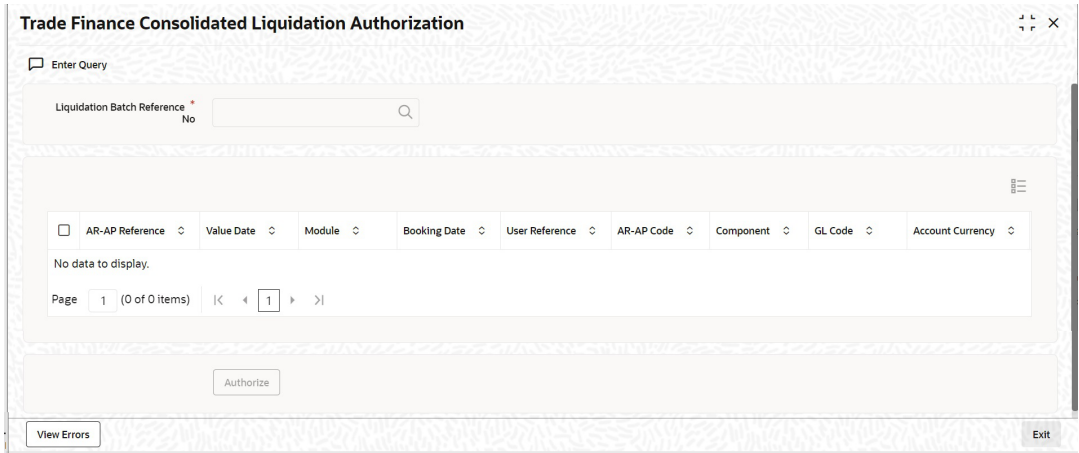 Trade Finance Consolidated Liquidation Authorization
Enter Query
Liquidation Batch Reference *
No
AR-AP Reference Value Date Module Booking Date User Reference AR-AP Code Component GL Code Account Currency
No data to display.
Page 1 (0 of 0 items) 1
Authorize
View Errors Exit